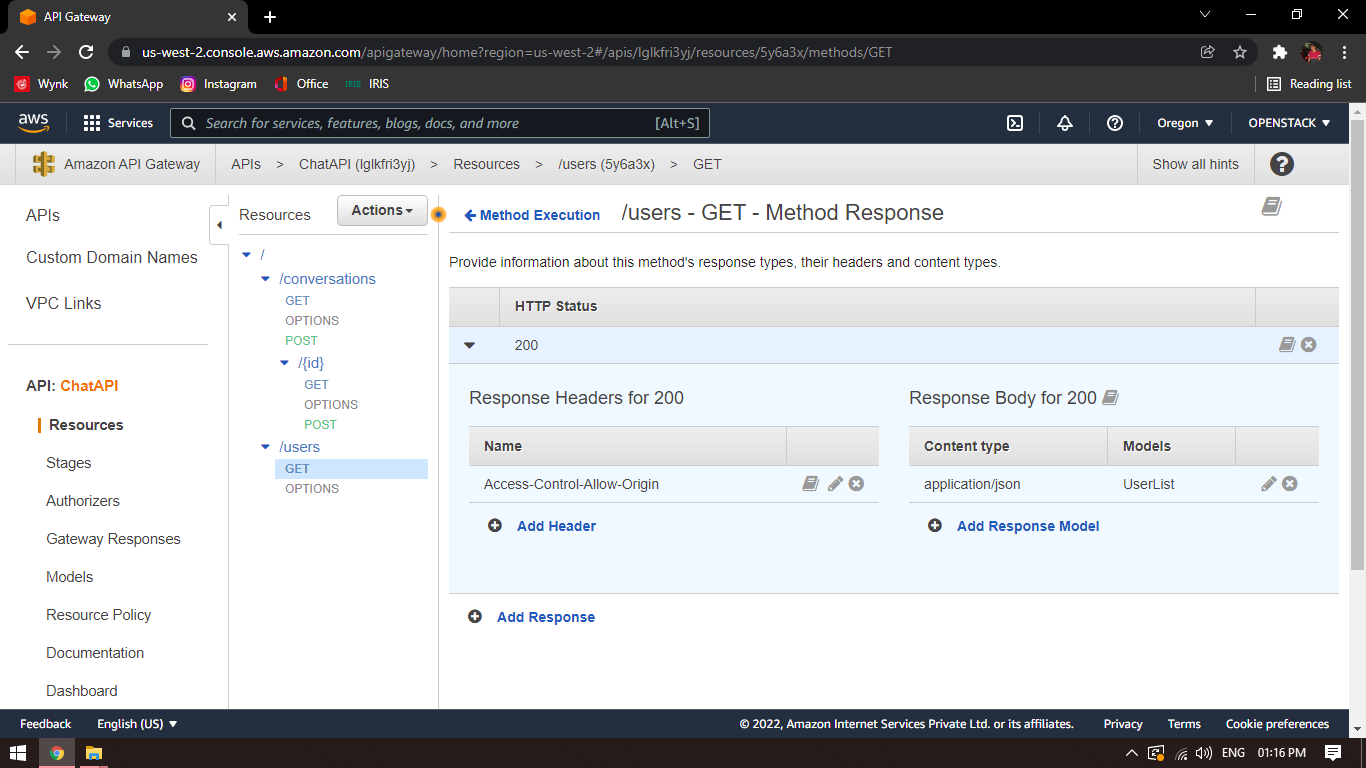 API Gateway
us-west-2.console.aws.amazon.com/apigateway/home?region=us-west-2#/apis/lglkfri3yj/resources/5y6a3x/methods/GET
Wynk WhatsApp Instagram Office IRIS IRIS Reading list
aws Services Search for services, features, blogs, docs, and more [Alt+S] Oregon OPENSTACK
Amazon API Gateway APIs > ChatAPI (lglkfri3yj) > Resources > /users (5y6a3x) > GET Show all hints
APIs
Custom Domain Names
VPC Links
API: ChatAPI
Resources
Stages
Authorizers
Gateway Responses
Models
Resource Policy
Documentation
Dashboard
Resources Actions
/
/conversations
GET
OPTIONS
POST
/{id}
GET
OPTIONS
POST
/users
GET
OPTIONS
Method Execution /users - GET - Method Response
Provide information about this method's response types, their headers and content types.
HTTP Status
200
Response Headers for 200
Name
Access-Control-Allow-Origin
Add Header
Response Body for 200
Content type Models
application/json UserList
Add Response Model
Add Response
Feedback English (US) © 2022, Amazon Internet Services Private Ltd. or its affiliates. Privacy Terms Cookie preferences
ENG 01:16 PM